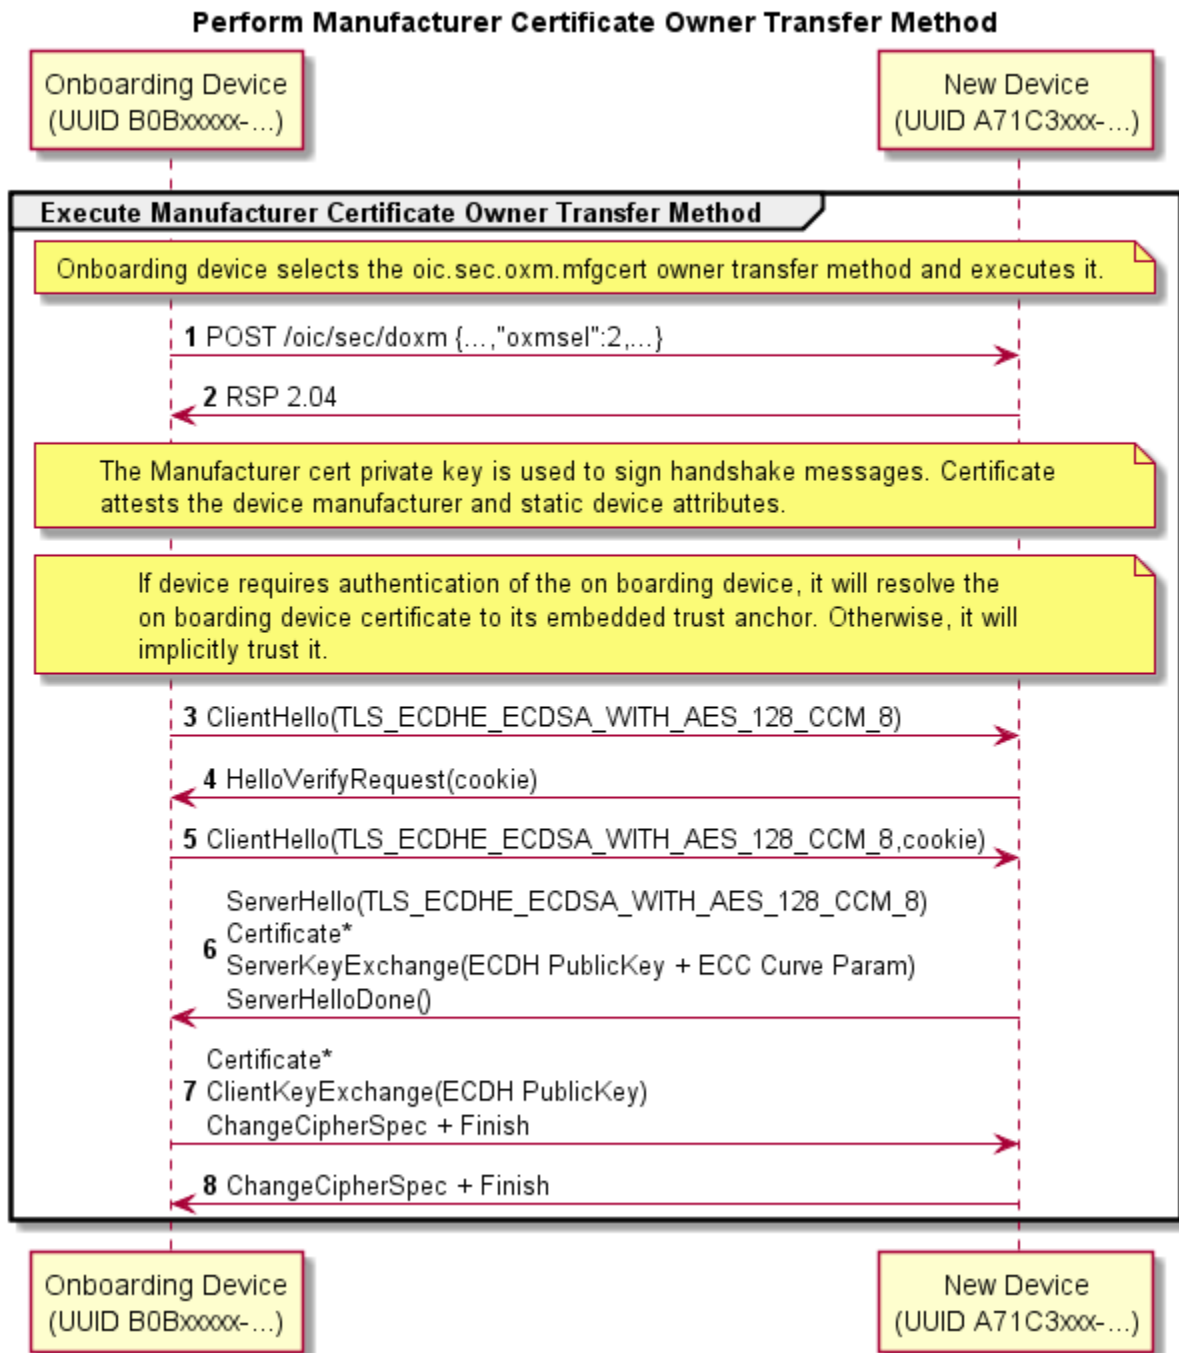 Perform Manufacturer Certificate Owner Transfer Method
Onboarding Device
(UUID B0Bxxxxx-...)
New Device
(UUID A71C3xxx-...)
Execute Manufacturer Certificate Owner Transfer Method
Onboarding device selects the oic.sec.oxm.mfgcert owner transfer method and executes it.
1 POST /oic/sec/doxm {...,"oxmsel":2,...}
2 RSP 2.04
The Manufacturer cert private key is used to sign handshake messages. Certificate
attests the device manufacturer and static device attributes.
If device requires authentication of the on boarding device, it will resolve the
on boarding device certificate to its embedded trust anchor. Otherwise, it will
implicitly trust it.
3 ClientHello(TLS_ECDHE_ECDSA_WITH_AES_128_CCM_8)
4 HelloVerifyRequest(cookie)
5 ClientHello(TLS_ECDHE_ECDSA_WITH_AES_128_CCM_8,cookie)
ServerHello(TLS_ECDHE_ECDSA_WITH_AES_128_CCM_8)
Certificate*
6 ServerKeyExchange(ECDH PublicKey + ECC Curve Param)
ServerHelloDone()
Certificate*
7 ClientKeyExchange(ECDH PublicKey)
ChangeCipherSpec + Finish
8 ChangeCipherSpec + Finish
Onboarding Device
(UUID B0Bxxxxx-...)
New Device
(UUID A71C3xxx-...)